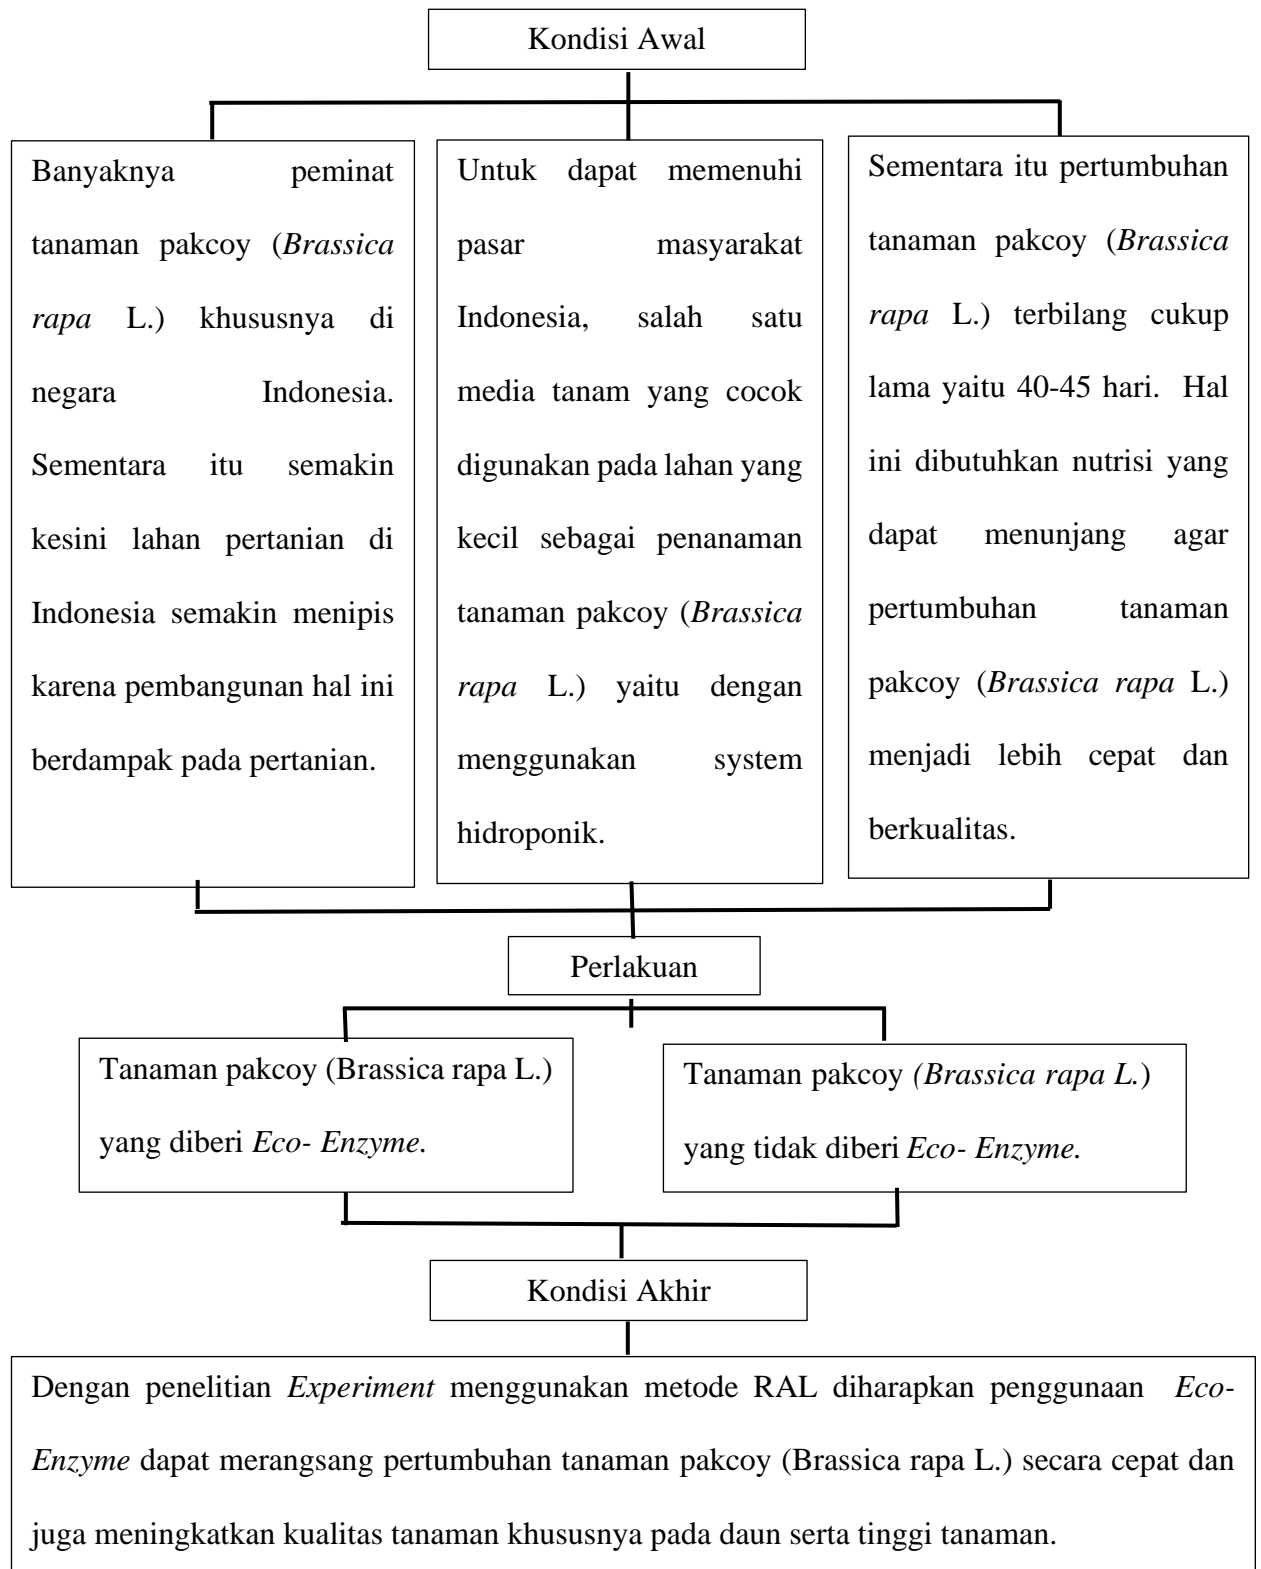 Kondisi Awal
Banyaknya peminat
tanaman pakcoy (Brassica
rapa L.) khususnya di
negara Indonesia.
Sementara itu semakin
kesini lahan pertanian di
Indonesia semakin menipis
karena pembangunan hal ini
berdampak pada pertanian.
Untuk dapat memenuhi
pasar masyarakat
Indonesia, salah satu
media tanam yang cocok
digunakan pada lahan yang
kecil sebagai penanaman
tanaman pakcoy (Brassica
rapa L.) yaitu dengan
menggunakan system
hidroponik.
Sementara itu pertumbuhan
tanaman pakcoy (Brassica
rapa L.) terbilang cukup
lama yaitu 40-45 hari. Hal
ini dibutuhkan nutrisi yang
dapat menunjang agar
pertumbuhan tanaman
pakcoy (Brassica rapa L.)
menjadi lebih cepat dan
berkualitas.
Perlakuan
Tanaman pakcoy (Brassica rapa L.)
yang diberi Eco- Enzyme.
Tanaman pakcoy (Brassica rapa L.)
yang tidak diberi Eco- Enzyme.
Kondisi Akhir
Dengan penelitian Experiment menggunakan metode RAL diharapkan penggunaan Eco-
Enzyme dapat merangsang pertumbuhan tanaman pakcoy (Brassica rapa L.) secara cepat dan
juga meningkatkan kualitas tanaman khususnya pada daun serta tinggi tanaman.